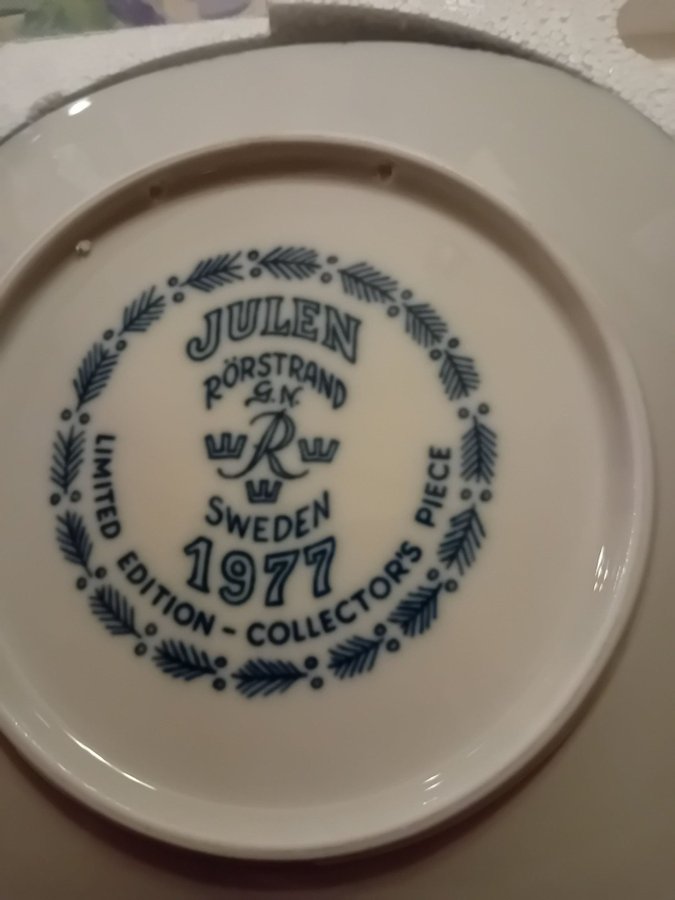 JULEN
RÖRSTRAND
G.N.
R
SWEDEN
1977
LIMITED EDITION - COLLECTOR'S PIECE